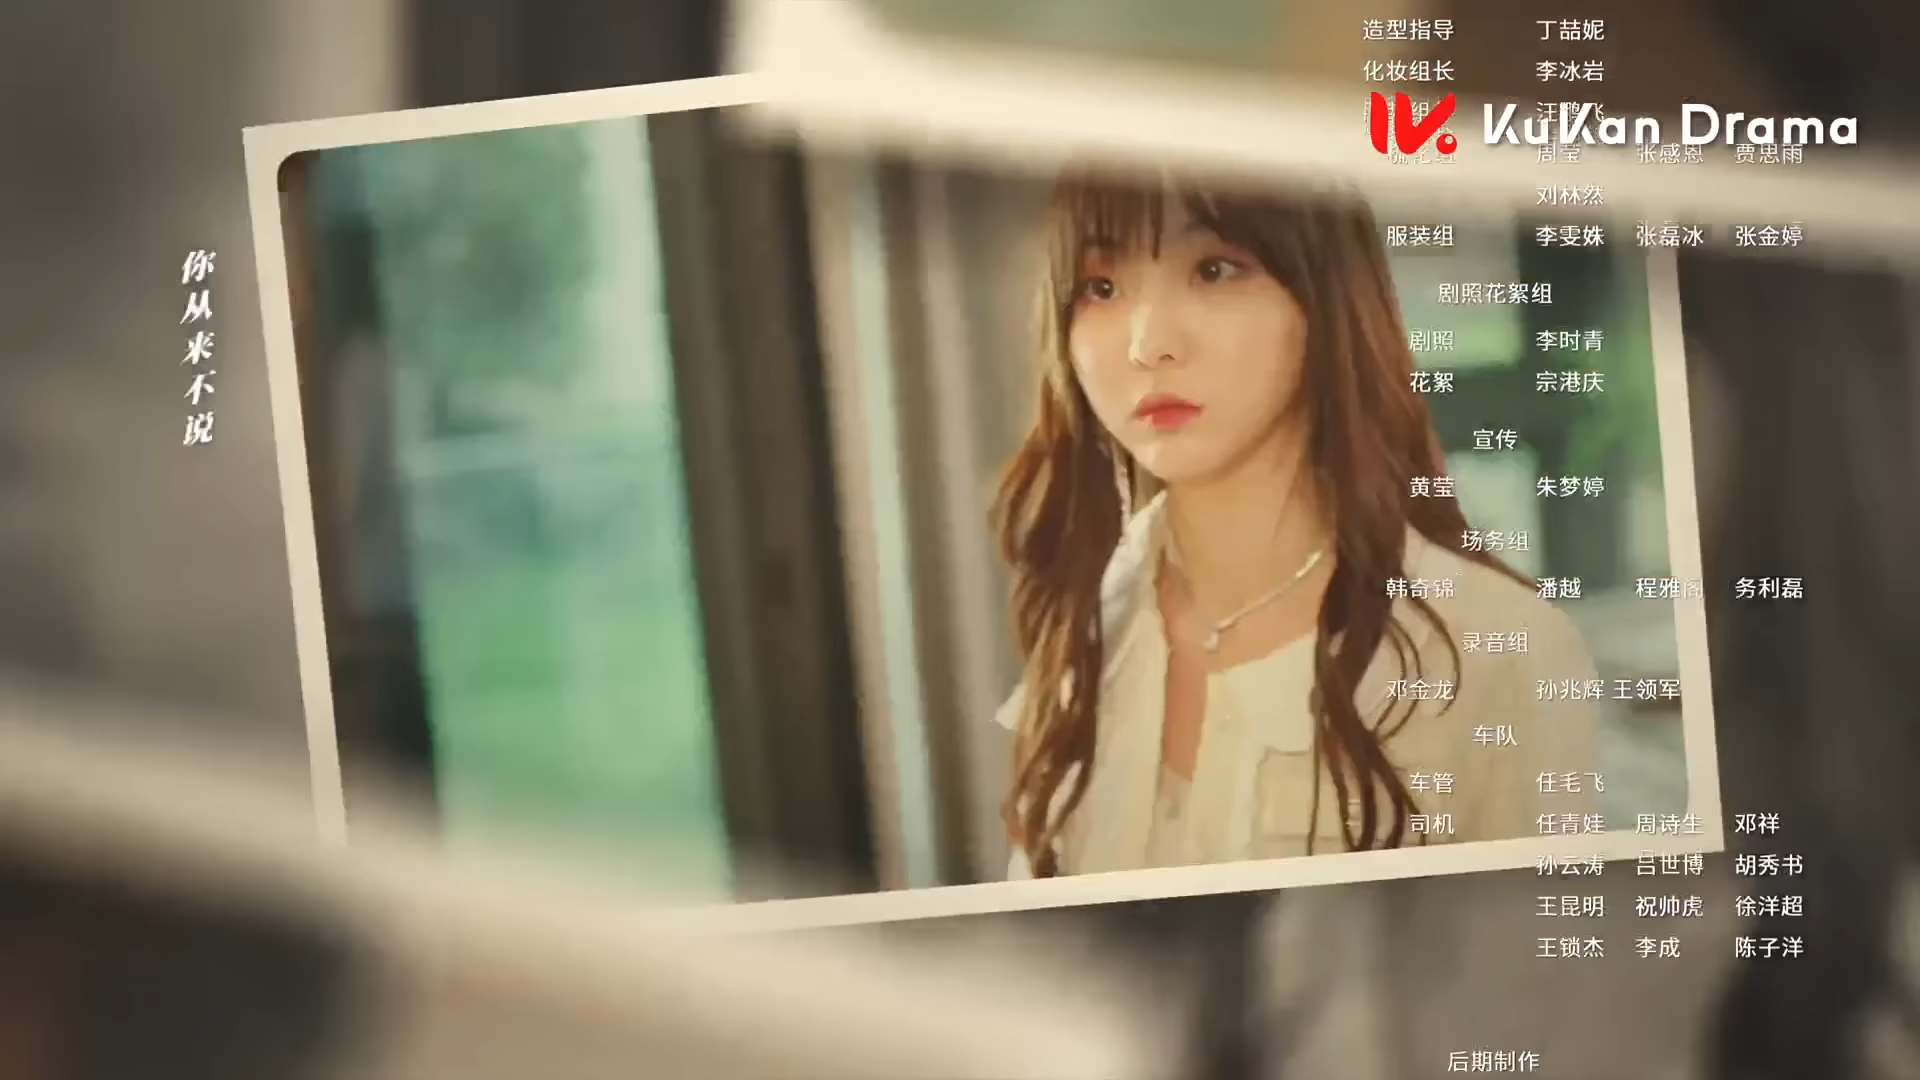 你从来不说
造型指导 丁喆妮
化妆组长 李冰岩
KuKan Drama
周莹 张感恩 贾思雨
刘林然
服装组 李雯姝 张磊冰 张金婷
剧照花絮组
剧照 李时青
花絮 宗港庆
宣传
黄莹 朱梦婷
场务组
韩奇锦 潘越 程雅阁 务利磊
录音组
邓金龙 孙兆辉 王领军
车队
车管 任毛飞
司机 任青娃 周诗生 邓祥
孙云涛 吕世博 胡秀书
王昆明 祝帅虎 徐洋超
王锁杰 李成 陈子洋
后期制作